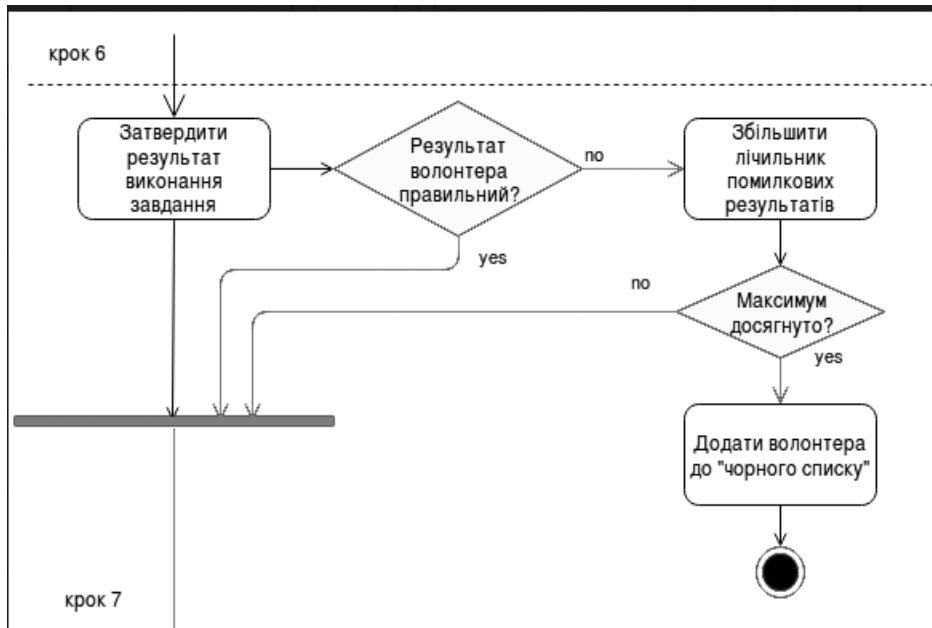 крок 6
Затвердити
результат
виконання
завдання
Результат
волонтера
правильний?
no
Збільшити
лічильник
помилкових
результатів
yes
no
Максимум
досягнуто?
yes
Додати волонтера
до "чорного списку"
крок 7